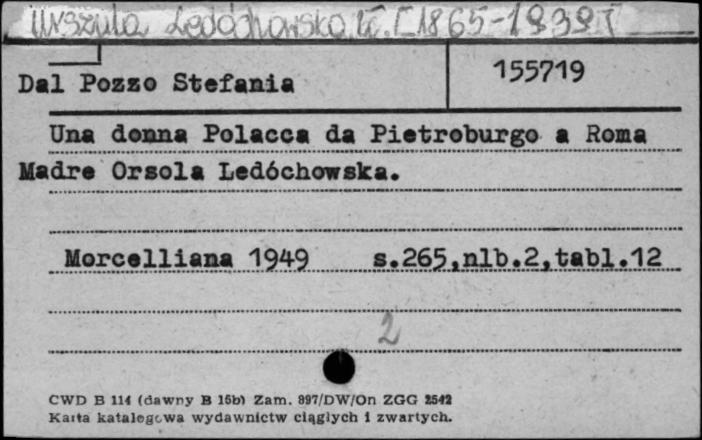 Urszula Ledóchowska [1865-1939]
Dal Pozzo Stefania
155719
Una donna Polacca da Pietroburgo a Roma
Madre Orsola Ledóchowska.
Morcelliana 1949 s.265,nlb.2,tabl.12
2
CWD B 114 (dawny B 15b) Zam. 897/DW/On ZGG 2542
Karta katalogowa wydawnictw ciągłych i zwartych.